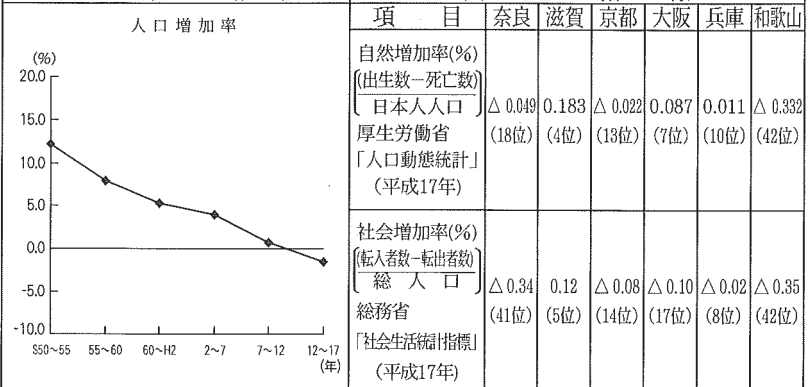 人口増加率
(%)
20.0
15.0
10.0
5.0
0.0
-5.0
-10.0
S50~55 55~60 60~H2 2~7 7~12 12~17
(年)
項 目 奈良 滋賀 京都 大阪 兵庫 和歌山
自然増加率(%)
(出生数-死亡数)
日本人人口
△0.049 0.183 △0.022 0.087 0.011 △0.332
厚生労働省 (18位) (4位) (13位) (7位) (10位) (42位)
「人口動態統計」
(平成17年)
社会増加率(%)
(転入者数-転出者数)
総人口
△0.34 0.12 △0.08 △0.10 △0.02 △0.35
総務省 (41位) (5位) (14位) (17位) (8位) (42位)
「社会生活統計指標」
(平成17年)